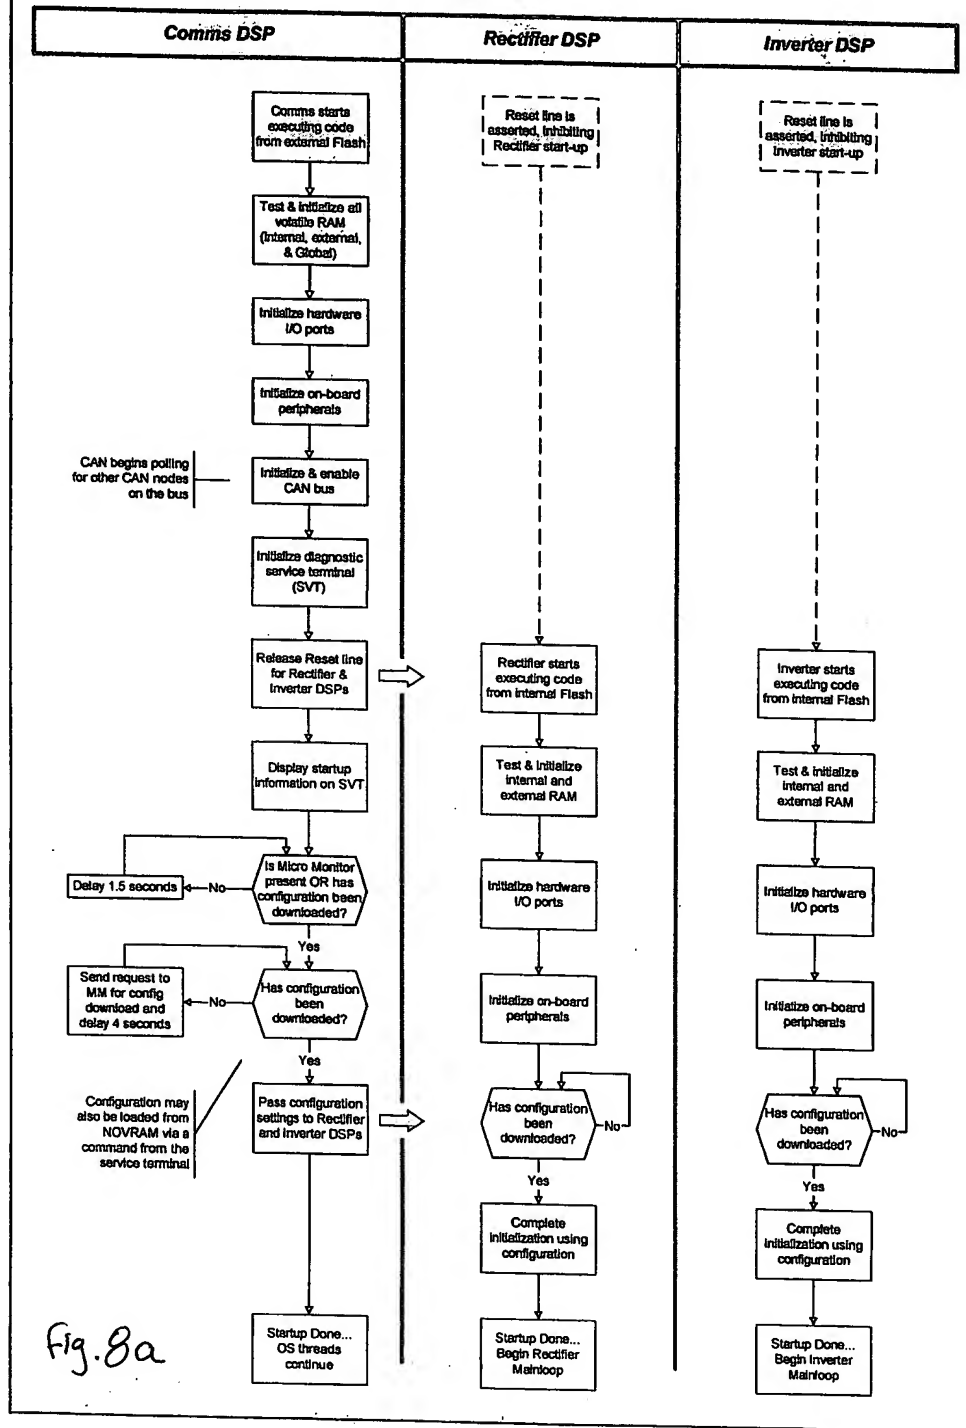 Comms DSP
Rectifier DSP
Inverter DSP
Comms starts
executing code
from external Flash
Test & initialize all
volatile RAM
(internal, external,
& Global)
Initialize hardware
I/O ports
Initialize on-board
peripherals
CAN begins polling
for other CAN nodes
on the bus
Initialize & enable
CAN bus
Initialize diagnostic
service terminal
(SVT)
Release Reset line
for Rectifier &
Inverter DSPs
Display startup
information on SVT
Is Micro Monitor
present OR has
configuration been
downloaded?
No
Delay 1.5 seconds
Yes
Has configuration
been
downloaded?
No
Send request to
MM for config
download and
delay 4 seconds
Yes
Configuration may
also be loaded from
NOVRAM via a
command from the
service terminal
Pass configuration
settings to Rectifier
and Inverter DSPs
Startup Done...
OS threads
continue
Reset line is
asserted, Inhibiting
Rectifier start-up
Rectifier starts
executing code
from internal Flash
Test & initialize
internal and
external RAM
Initialize hardware
I/O ports
Initialize on-board
peripherals
Has configuration
been
downloaded?
No
Yes
Complete
initialization using
configuration
Startup Done...
Begin Rectifier
Mainloop
Reset line is
asserted, Inhibiting
Inverter start-up
Inverter starts
executing code
from internal Flash
Test & initialize
internal and
external RAM
Initialize hardware
I/O ports
Initialize on-board
peripherals
Has configuration
been
downloaded?
No
Yes
Complete
initialization using
configuration
Startup Done...
Begin Inverter
Mainloop
Fig. 8a